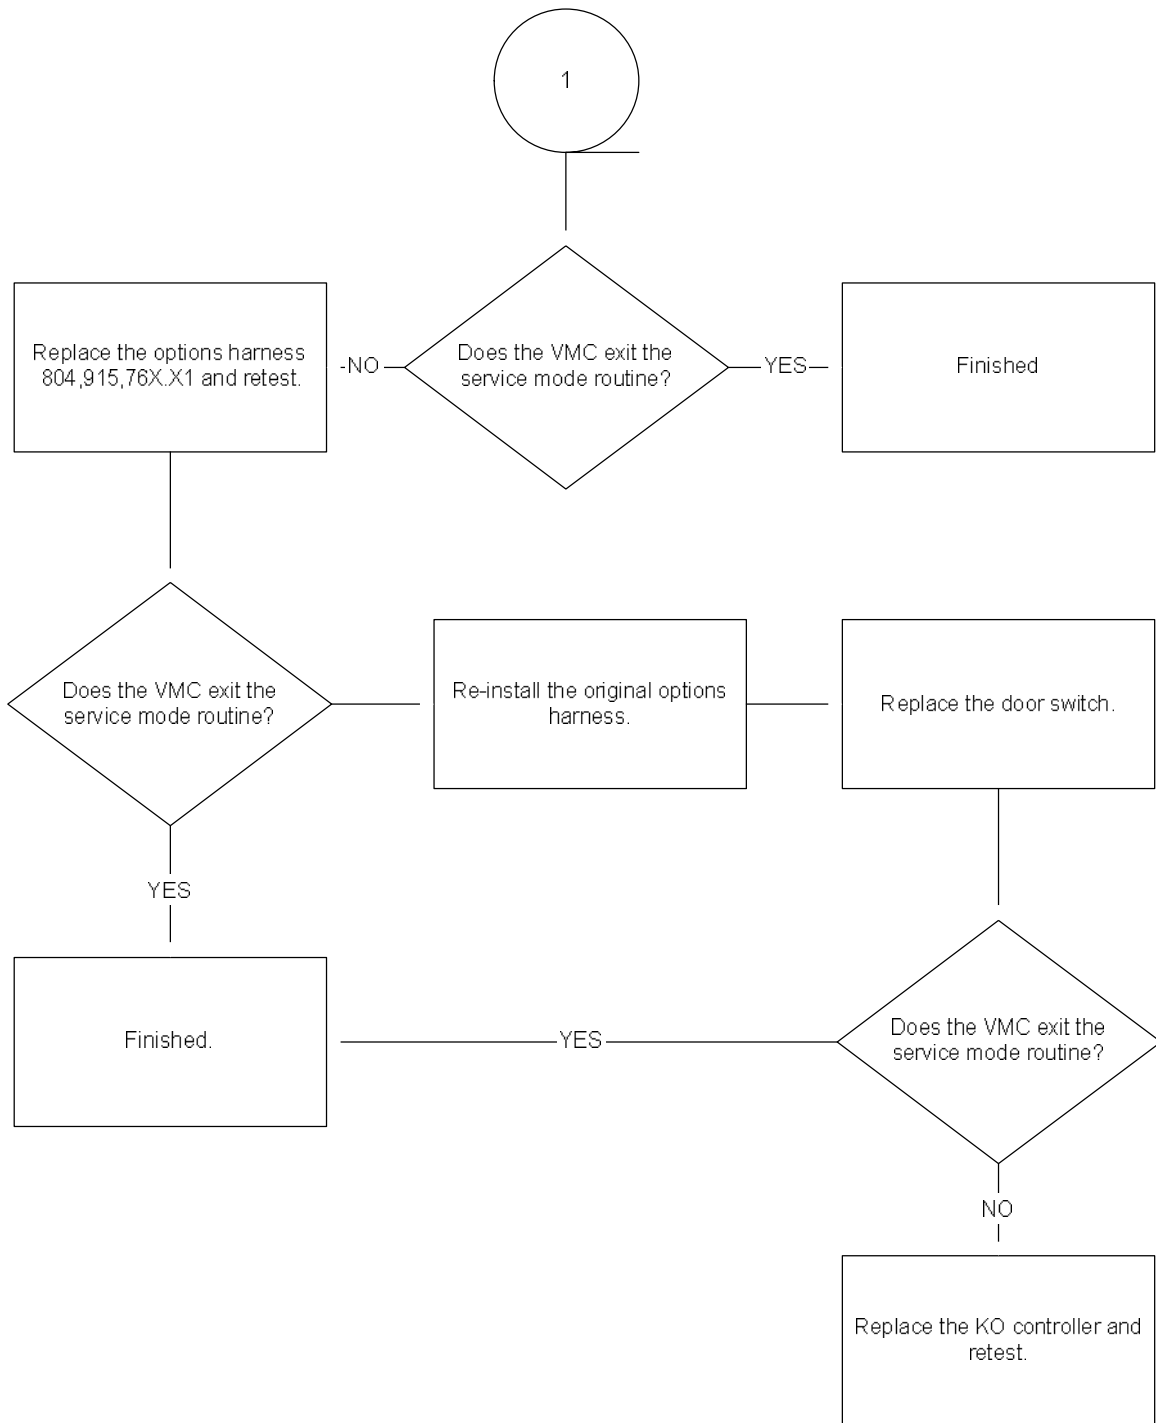 1
Replace the options harness
804,915,76X.X1 and retest.
-NO
Does the VMC exit the
service mode routine?
YES
Finished
Does the VMC exit the
service mode routine?
Re-install the original options
harness.
Replace the door switch.
YES
Finished.
YES
Does the VMC exit the
service mode routine?
NO
Replace the KO controller and
retest.